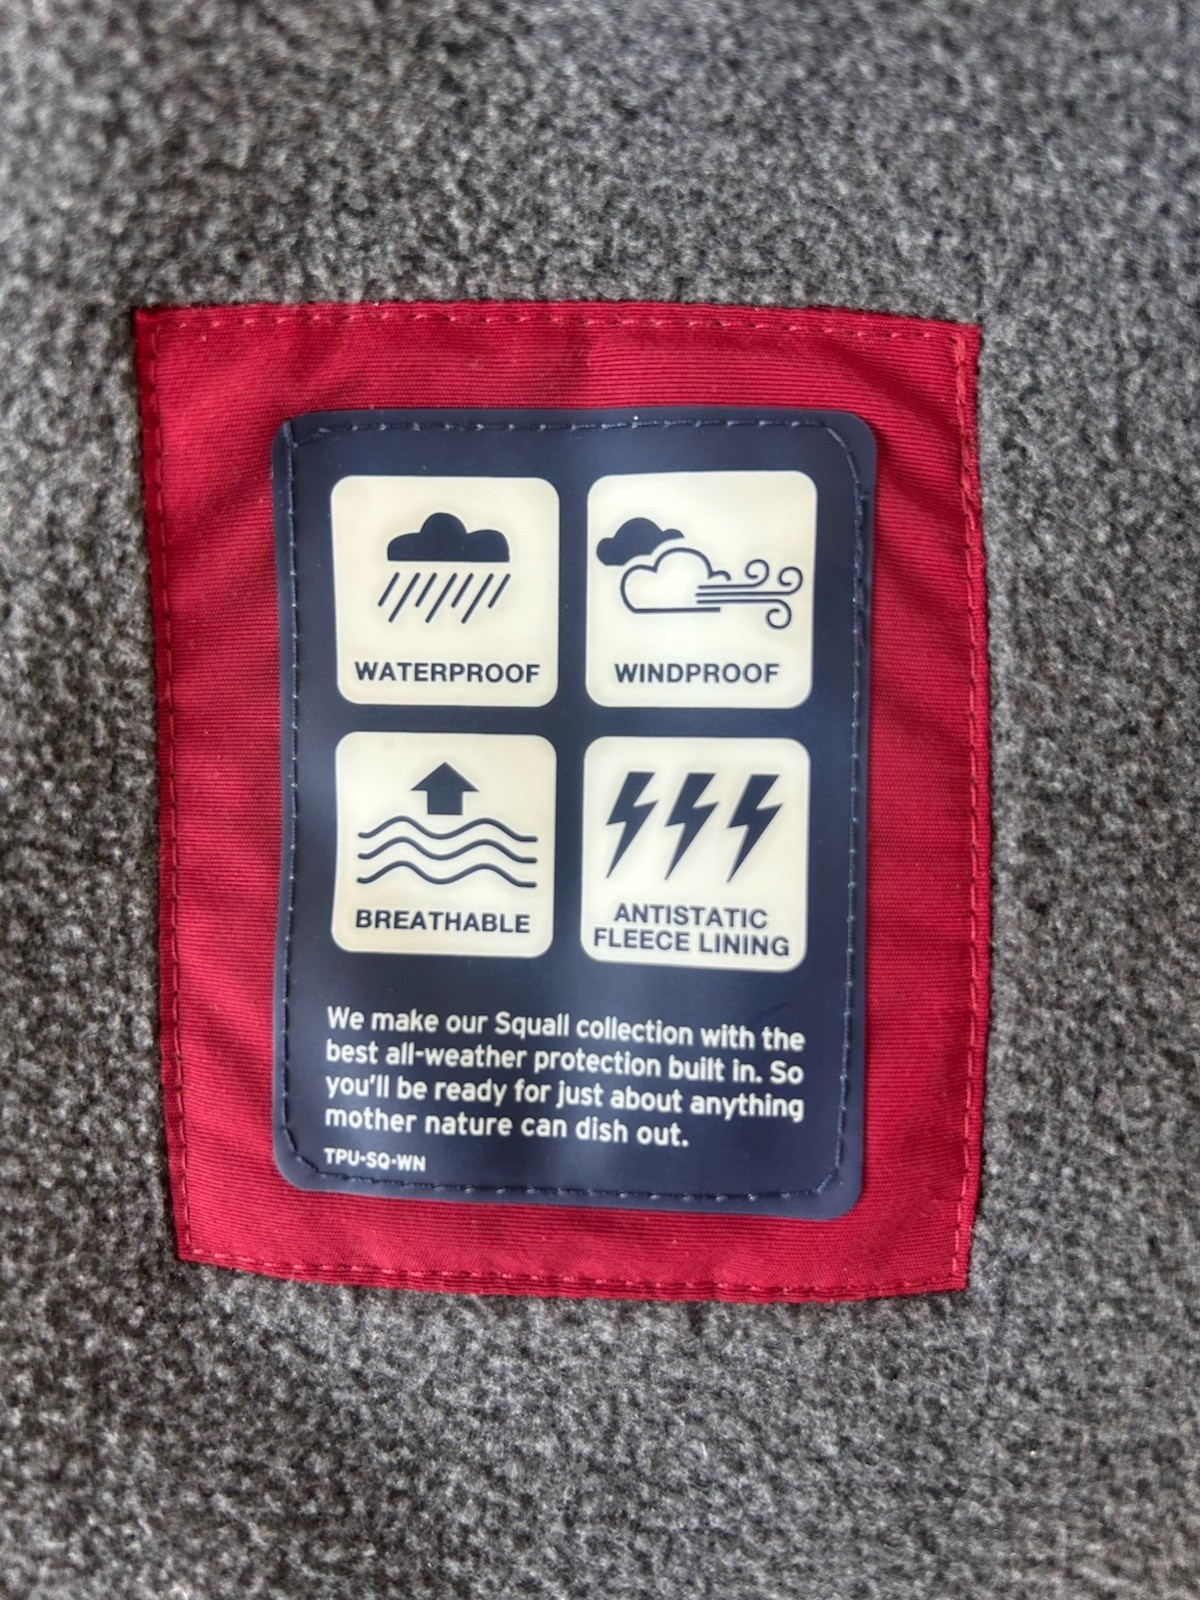 WATERPROOF
WINDPROOF
BREATHABLE
ANTISTATIC
FLEECE LINING
We make our Squall collection with the
best all-weather protection built in. So
you'll be ready for just about anything
mother nature can dish out.
TPU-SQ-WN